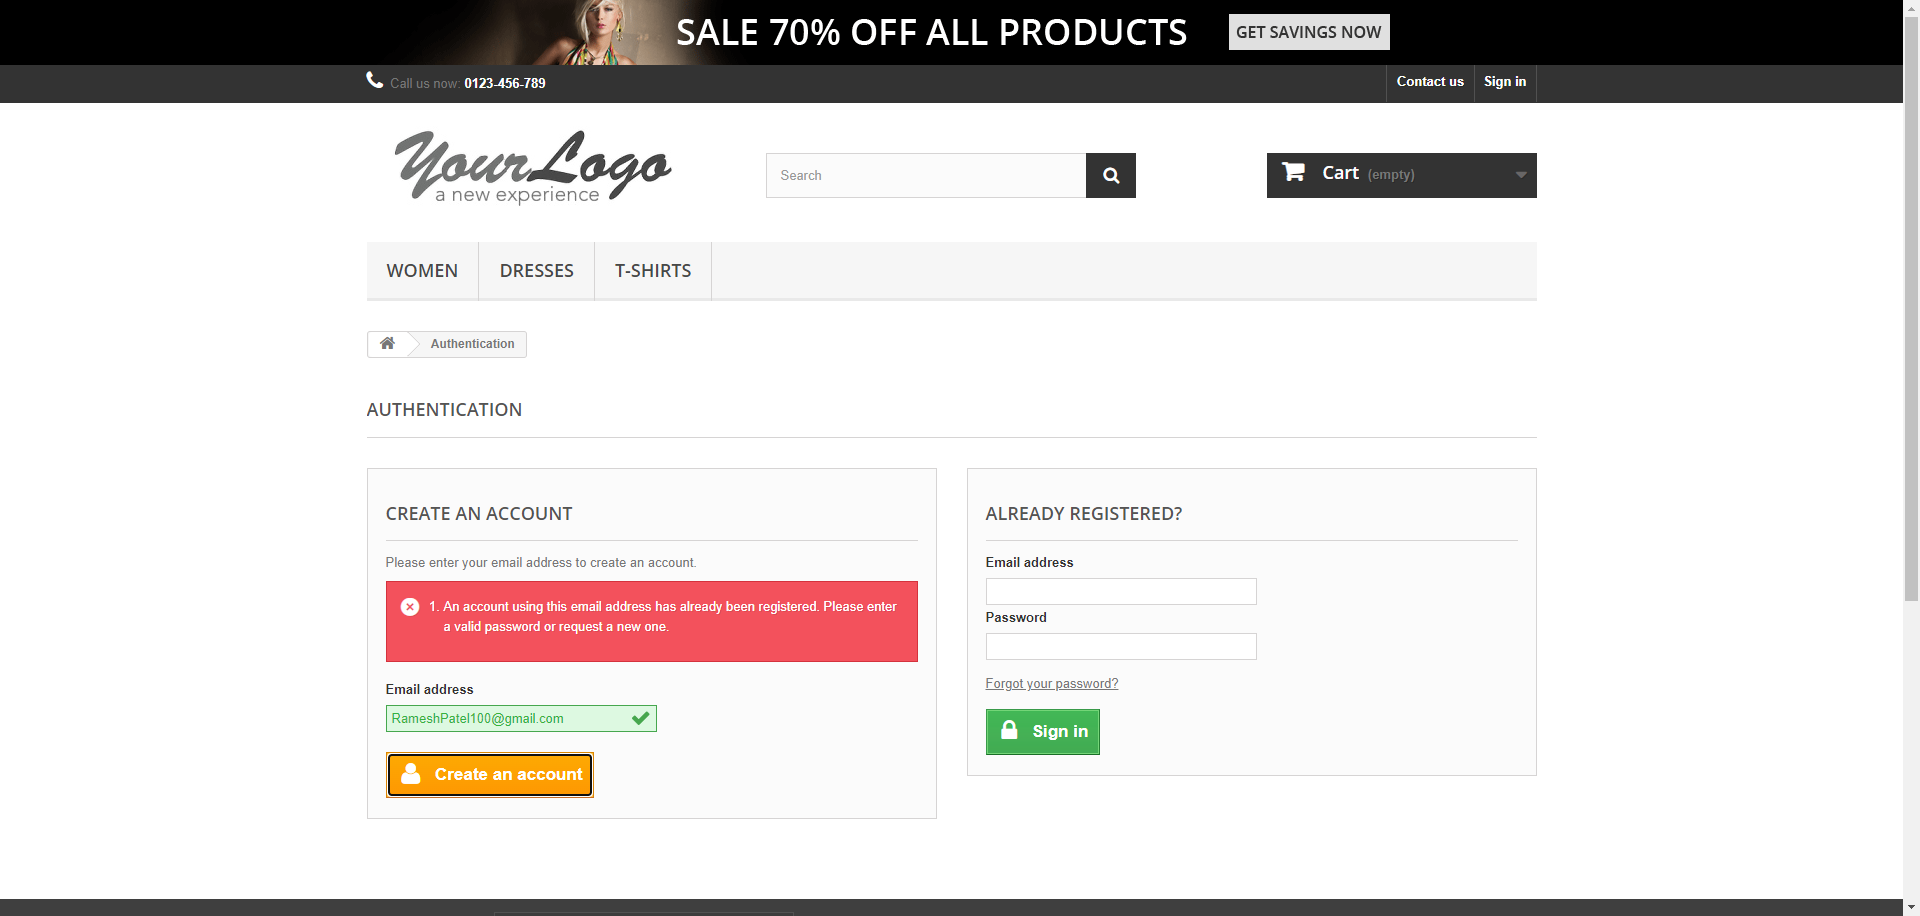 SALE 70% OFF ALL PRODUCTS
GET SAVINGS NOW
Call us now: 0123-456-789
Contact us
Sign in
YourLogo
a new experience
Search
Cart (empty)
WOMEN
DRESSES
T-SHIRTS
Authentication
AUTHENTICATION
CREATE AN ACCOUNT
Please enter your email address to create an account.
1. An account using this email address has already been registered. Please enter
a valid password or request a new one.
Email address
RameshPatel100@gmail.com
Create an account
ALREADY REGISTERED?
Email address
Password
Forgot your password?
Sign in